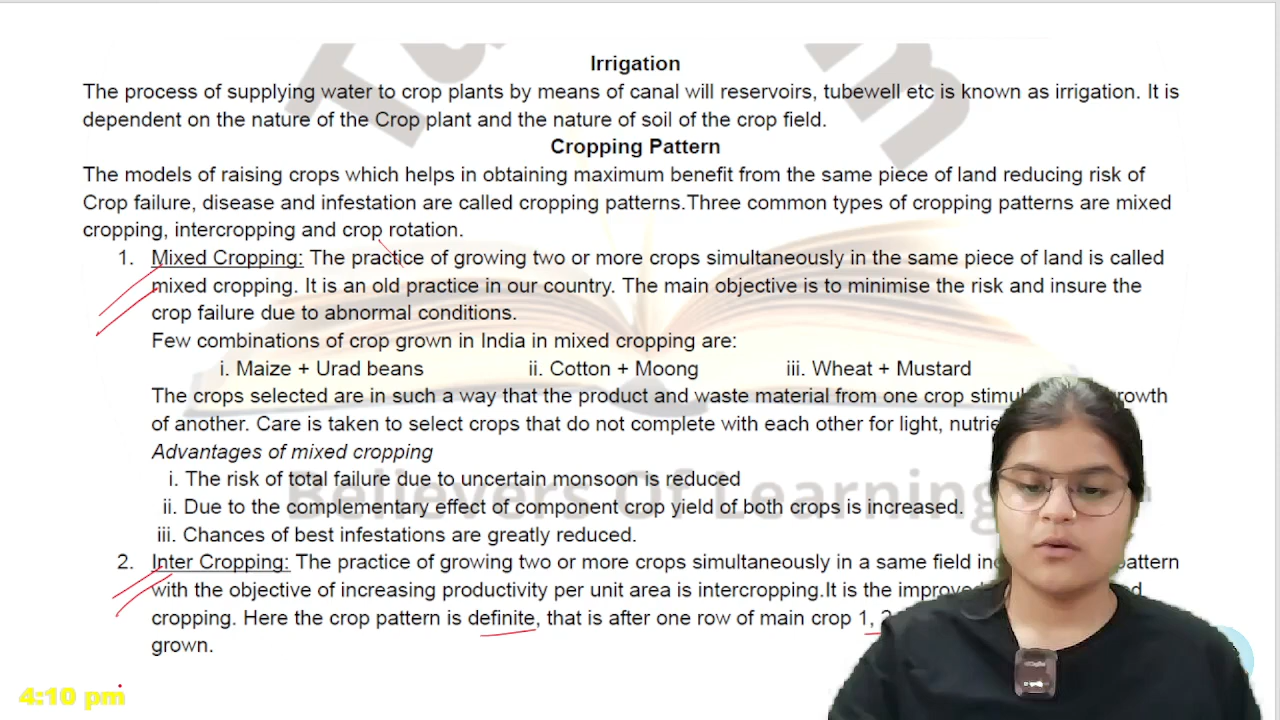 Irrigation
The process of supplying water to crop plants by means of canal will reservoirs, tubewell etc is known as irrigation. It is
dependent on the nature of the Crop plant and the nature of soil of the crop field.
Cropping Pattern
The models of raising crops which helps in obtaining maximum benefit from the same piece of land reducing risk of
Crop failure, disease and infestation are called cropping patterns.Three common types of cropping patterns are mixed
cropping, intercropping and crop rotation.
1. Mixed Cropping: The practice of growing two or more crops simultaneously in the same piece of land is called
mixed cropping. It is an old practice in our country. The main objective is to minimise the risk and insure the
crop failure due to abnormal conditions.
Few combinations of crop grown in India in mixed cropping are:
i. Maize + Urad beans ii. Cotton + Moong iii. Wheat + Mustard
The crops selected are in such a way that the product and waste material from one crop
of another. Care is taken to select crops that do not complete with each other for light,
Advantages of mixed cropping
i. The risk of total failure due to uncertain monsoon is reduced
ii. Due to the complementary effect of component crop yield of both crops is increased.
iii. Chances of best infestations are greatly reduced.
Believers Of Learning
2. Inter Cropping: The practice of growing two or more crops simultaneously in a same field pattern
with the objective of increasing productivity per unit area is intercropping.It is the
cropping. Here the crop pattern is definite, that is after one row of main crop 1,
grown.
4:10 pm